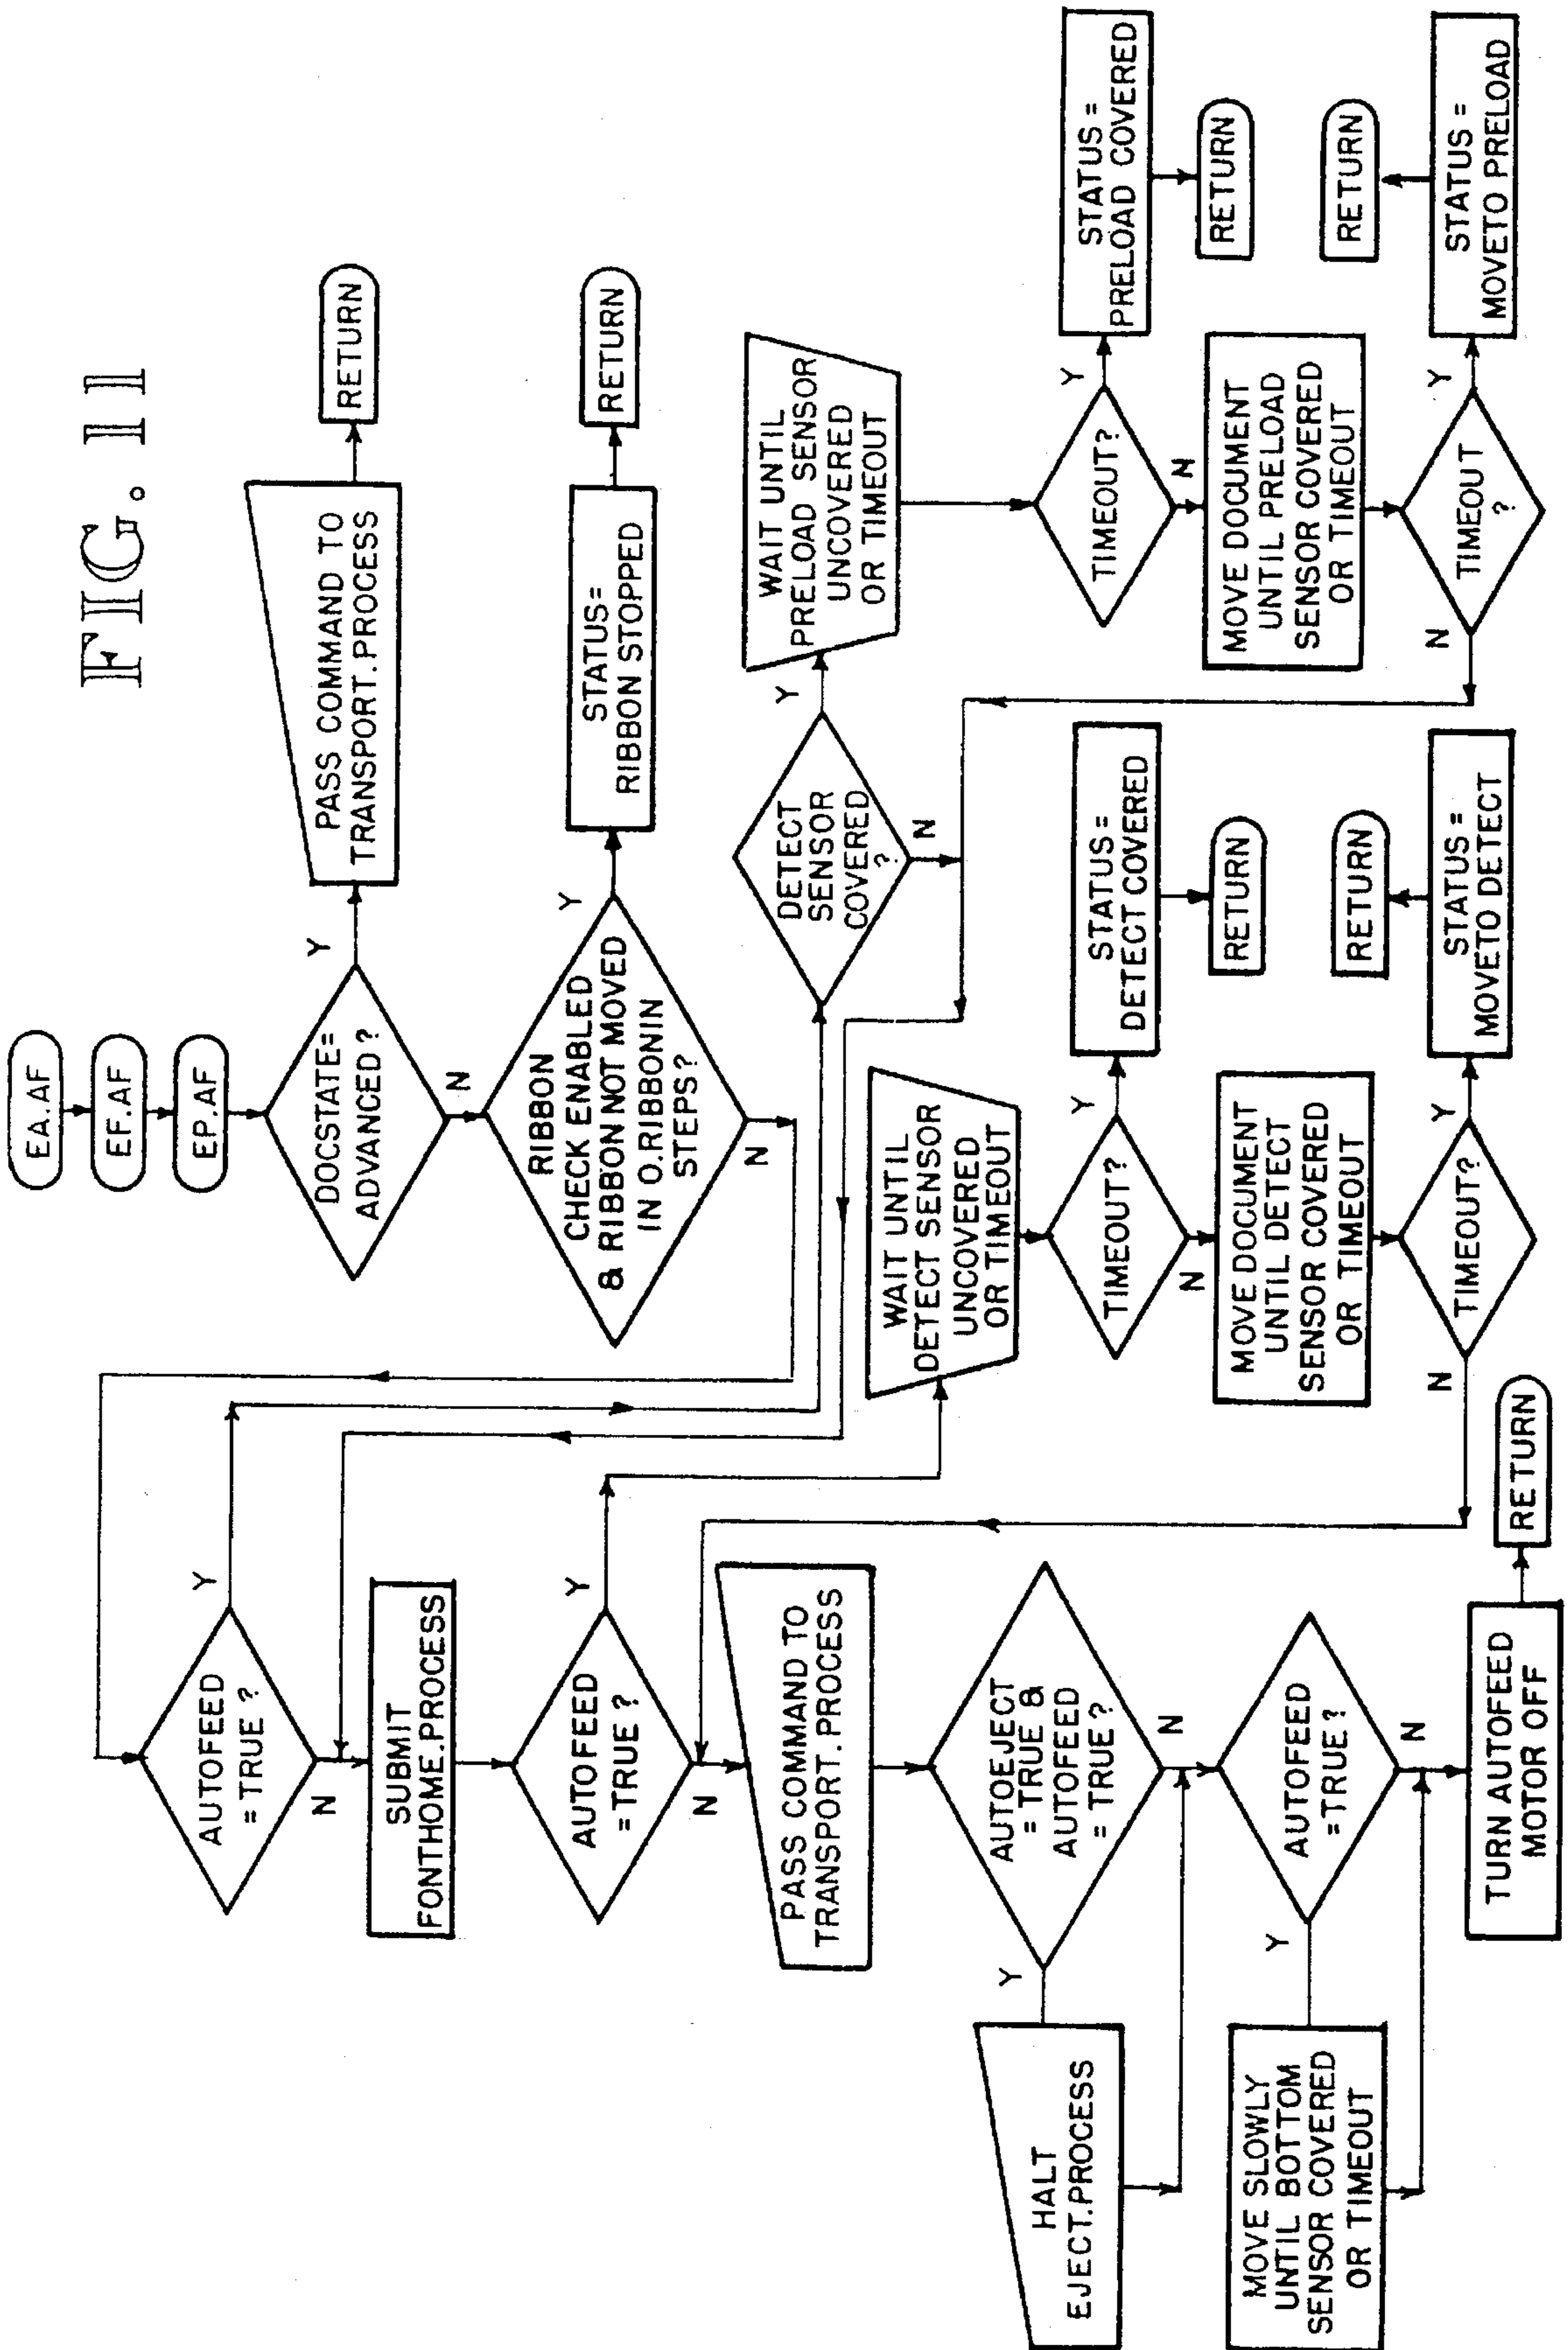 FIG. 11
EA.AF
EF.AF
EP.AF
DOCSTATE=
ADVANCED?
Y
PASS COMMAND TO
TRANSPORT.PROCESS
RETURN
N
RIBBON
CHECK ENABLED
& RIBBON NOT MOVED
IN O.RIBBONIN
STEPS?
Y
STATUS=
RIBBON STOPPED
RETURN
N
AUTOFEED
= TRUE ?
Y
N
DETECT
SENSOR
COVERED
?
Y
N
WAIT UNTIL
PRELOAD SENSOR
UNCOVERED
OR TIMEOUT
TIMEOUT?
Y
STATUS =
PRELOAD COVERED
RETURN
N
MOVE DOCUMENT
UNTIL PRELOAD
SENSOR COVERED
OR TIMEOUT
TIMEOUT
?
Y
STATUS =
MOVETO PRELOAD
RETURN
N
SUBMIT
FONTHOME.PROCESS
AUTOFEED
= TRUE ?
Y
N
WAIT UNTIL
DETECT SENSOR
UNCOVERED
OR TIMEOUT
TIMEOUT?
Y
STATUS =
DETECT COVERED
RETURN
N
MOVE DOCUMENT
UNTIL DETECT
SENSOR COVERED
OR TIMEOUT
TIMEOUT?
Y
STATUS =
MOVETO DETECT
RETURN
N
PASS COMMAND TO
TRANSPORT.PROCESS
AUTOEJECT
= TRUE &
AUTOFEED
= TRUE?
Y
HALT
EJECT.PROCESS
N
AUTOFEED
=TRUE?
Y
MOVE SLOWLY
UNTIL BOTTOM
SENSOR COVERED
OR TIMEOUT
N
TURN AUTOFEED
MOTOR OFF
RETURN